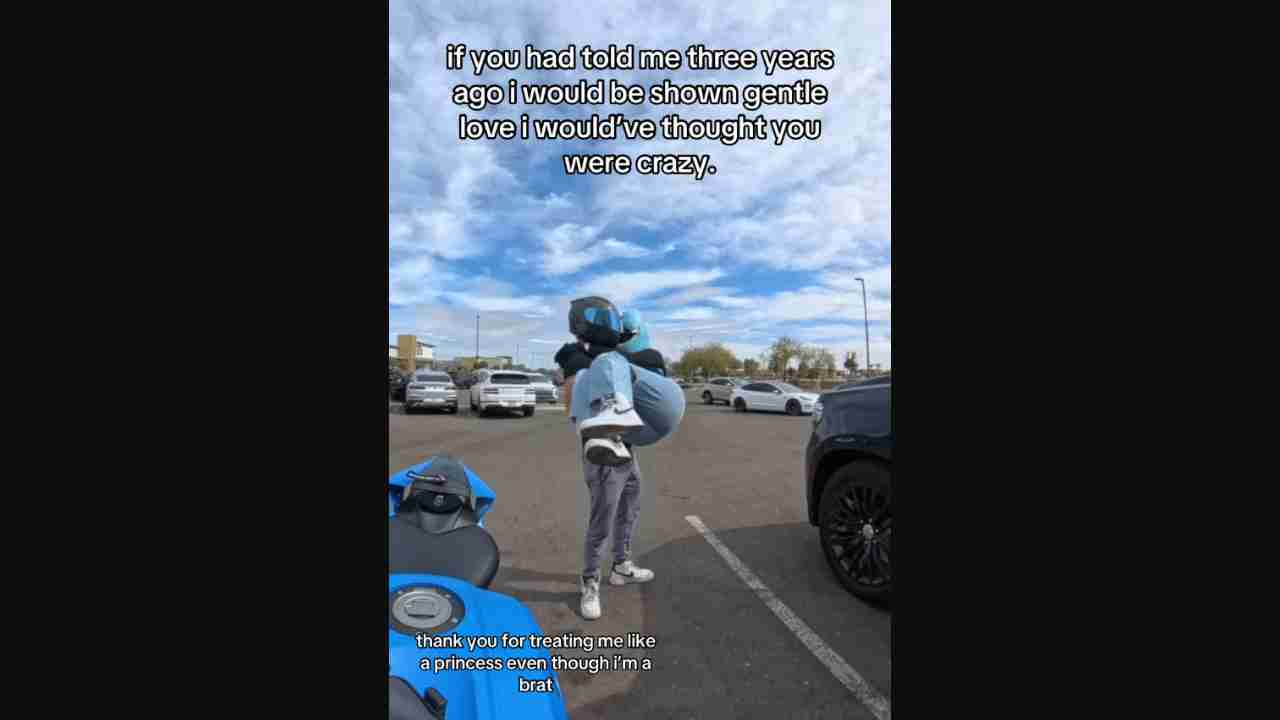 if you had told me three years
ago i would be shown gentle
love i would've thought you
were crazy.
thank you for treating me like
a princess even though i'm a
brat